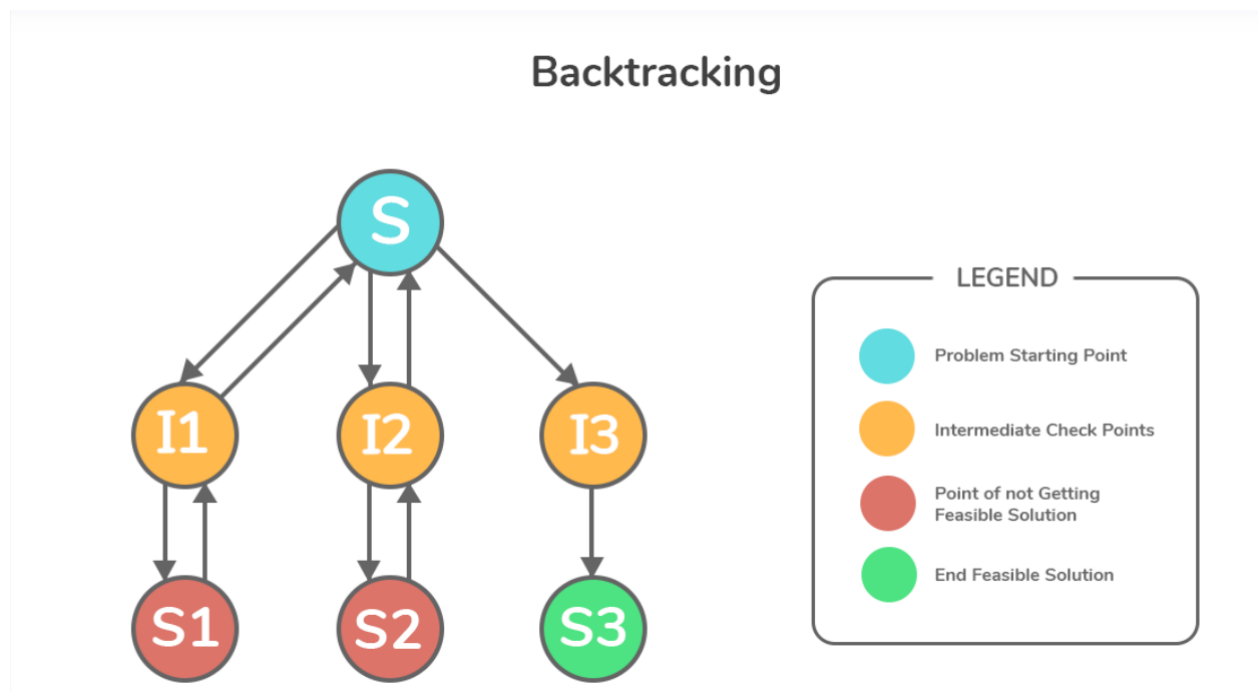 Backtracking
S
I1
I2
I3
S1
S2
S3
LEGEND
Problem Starting Point
Intermediate Check Points
Point of not Getting
Feasible Solution
End Feasible Solution